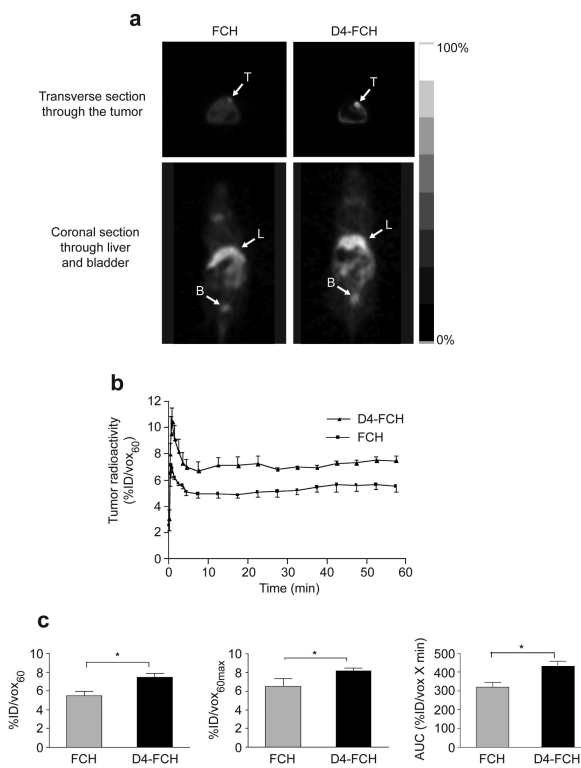 a
FCH
D4-FCH
100%
Transverse section
through the tumor
T
T
Coronal section
through liver
and bladder
L
L
B
B
0%
b
Tumor radioactivity
(%ID/vox60)
12
10
8
6
4
2
0
0
10
20
30
40
50
60
Time (min)
D4-FCH
FCH
c
%ID/vox60
10
8
6
4
2
0
*
FCH
D4-FCH
%ID/vox60max
10
8
6
4
2
0
*
FCH
D4-FCH
AUC (%ID/vox X min)
500
400
300
200
100
0
*
FCH
D4-FCH